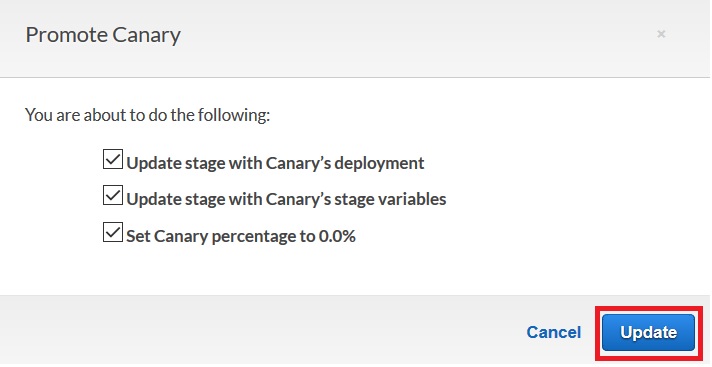 Promote Canary
×
You are about to do the following:
Update stage with Canary’s deployment
Update stage with Canary’s stage variables
Set Canary percentage to 0.0%
Cancel
Update